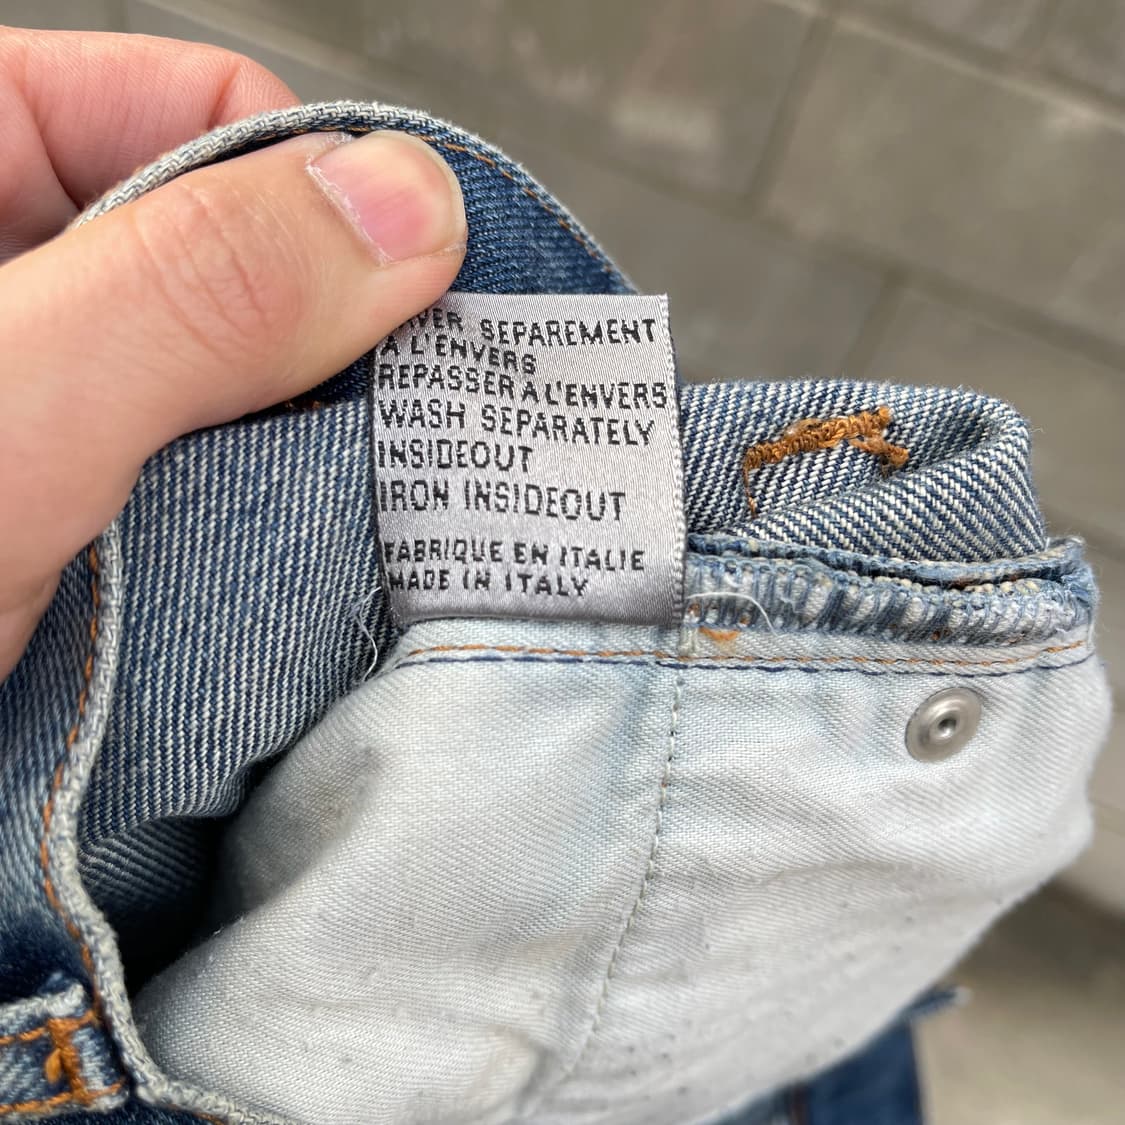 SEPAREMENT
A L'ENVERS
REPASSER A L'ENVERS
WASH SEPARATELY
INSIDEOUT
IRON INSIDEOUT
FABRIQUE EN ITALIE
MADE IN ITALY